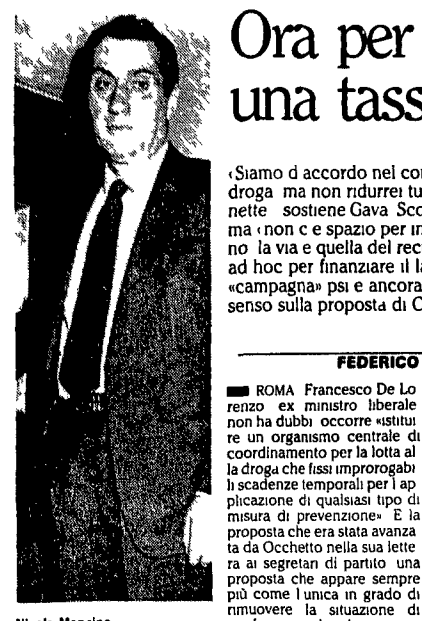 Ora per
una tass
‹Siamo d accordo nel co
droga ma non ridurrei tu
nette sostiene Gava Sco
ma ‹non c e spazio per in
no la via e quella del rec
ad hoc per finanziare il la
«campagna» psi e ancora
senso sulla proposta di C
FEDERICO
ROMA Francesco De Lo
renzo ex ministro liberale
non ha dubbi occorre «istitui
re un organismo centrale di
coordinamento per la lotta al
la droga che fissi improrogabi
li scadenze temporali per l ap
plicazione di qualsiasi tipo di
misura di prevenzione» E la
proposta che era stata avanza
ta da Occhetto nella sua lette
ra ai segretari di partito una
proposta che appare sempre
più come l unica in grado di
rimuovere la situazione di